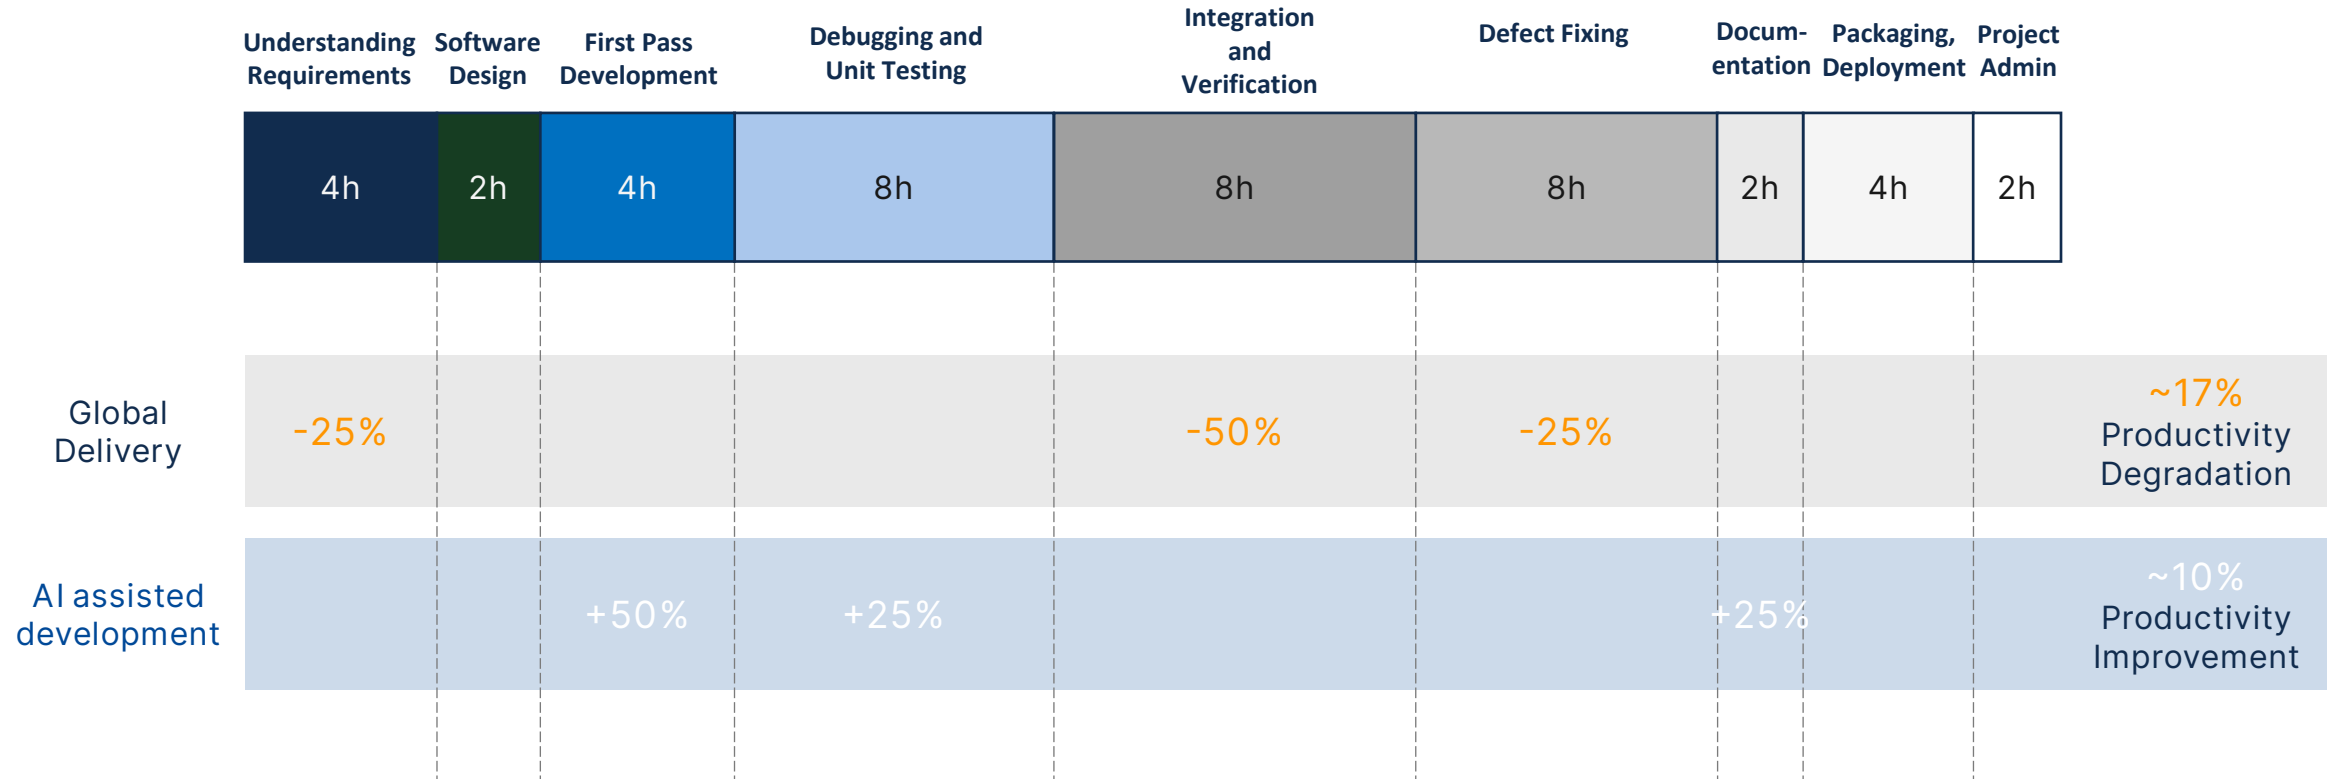 Understanding
Requirements
Software
Design
First Pass
Development
Debugging and
Unit Testing
Integration
and
Verification
Defect Fixing
Docum-
entation
Packaging,
Deployment
Project
Admin
4h
2h
4h
8h
8h
8h
2h
4h
2h
Global
Delivery
-25%
-50%
-25%
~17%
Productivity
Degradation
AI assisted
development
+50%
+25%
+25%
~10%
Productivity
Improvement